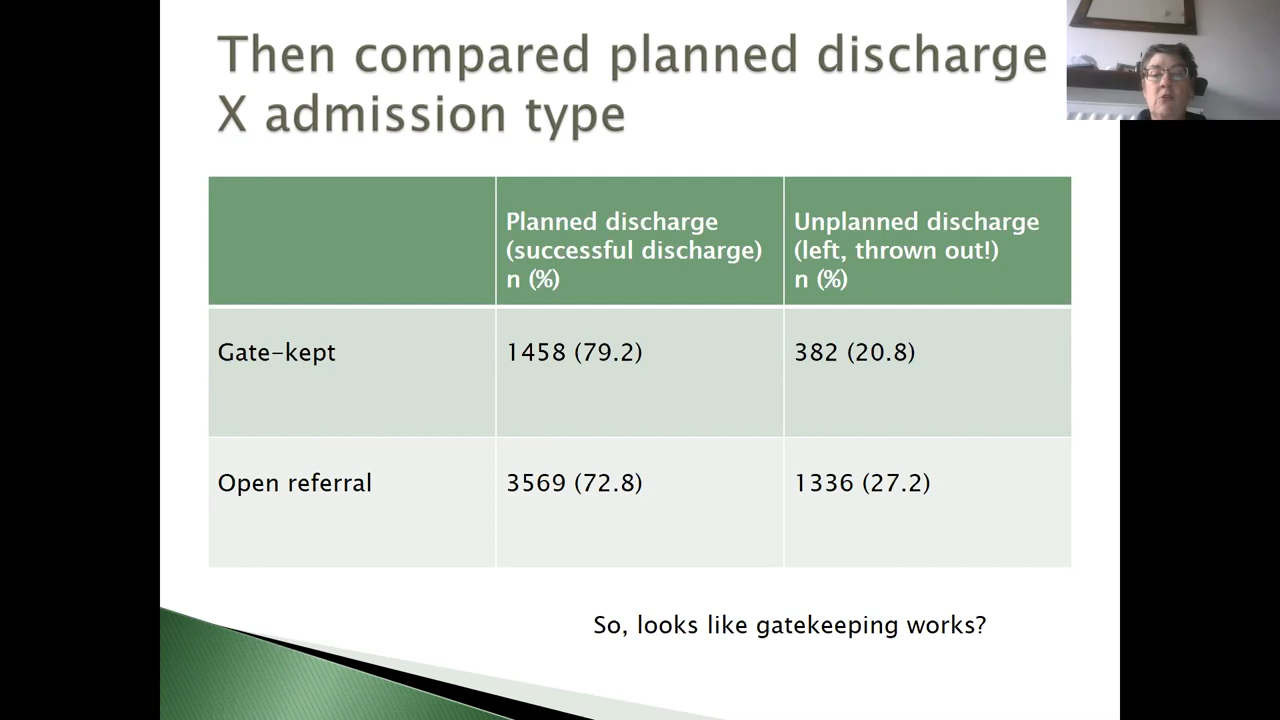 Then compared planned discharge
X admission type
Planned discharge
(successful discharge)
n (%)
Unplanned discharge
(left, thrown out!)
n (%)
Gate-kept
1458 (79.2)
382 (20.8)
Open referral
3569 (72.8)
1336 (27.2)
So, looks like gatekeeping works?